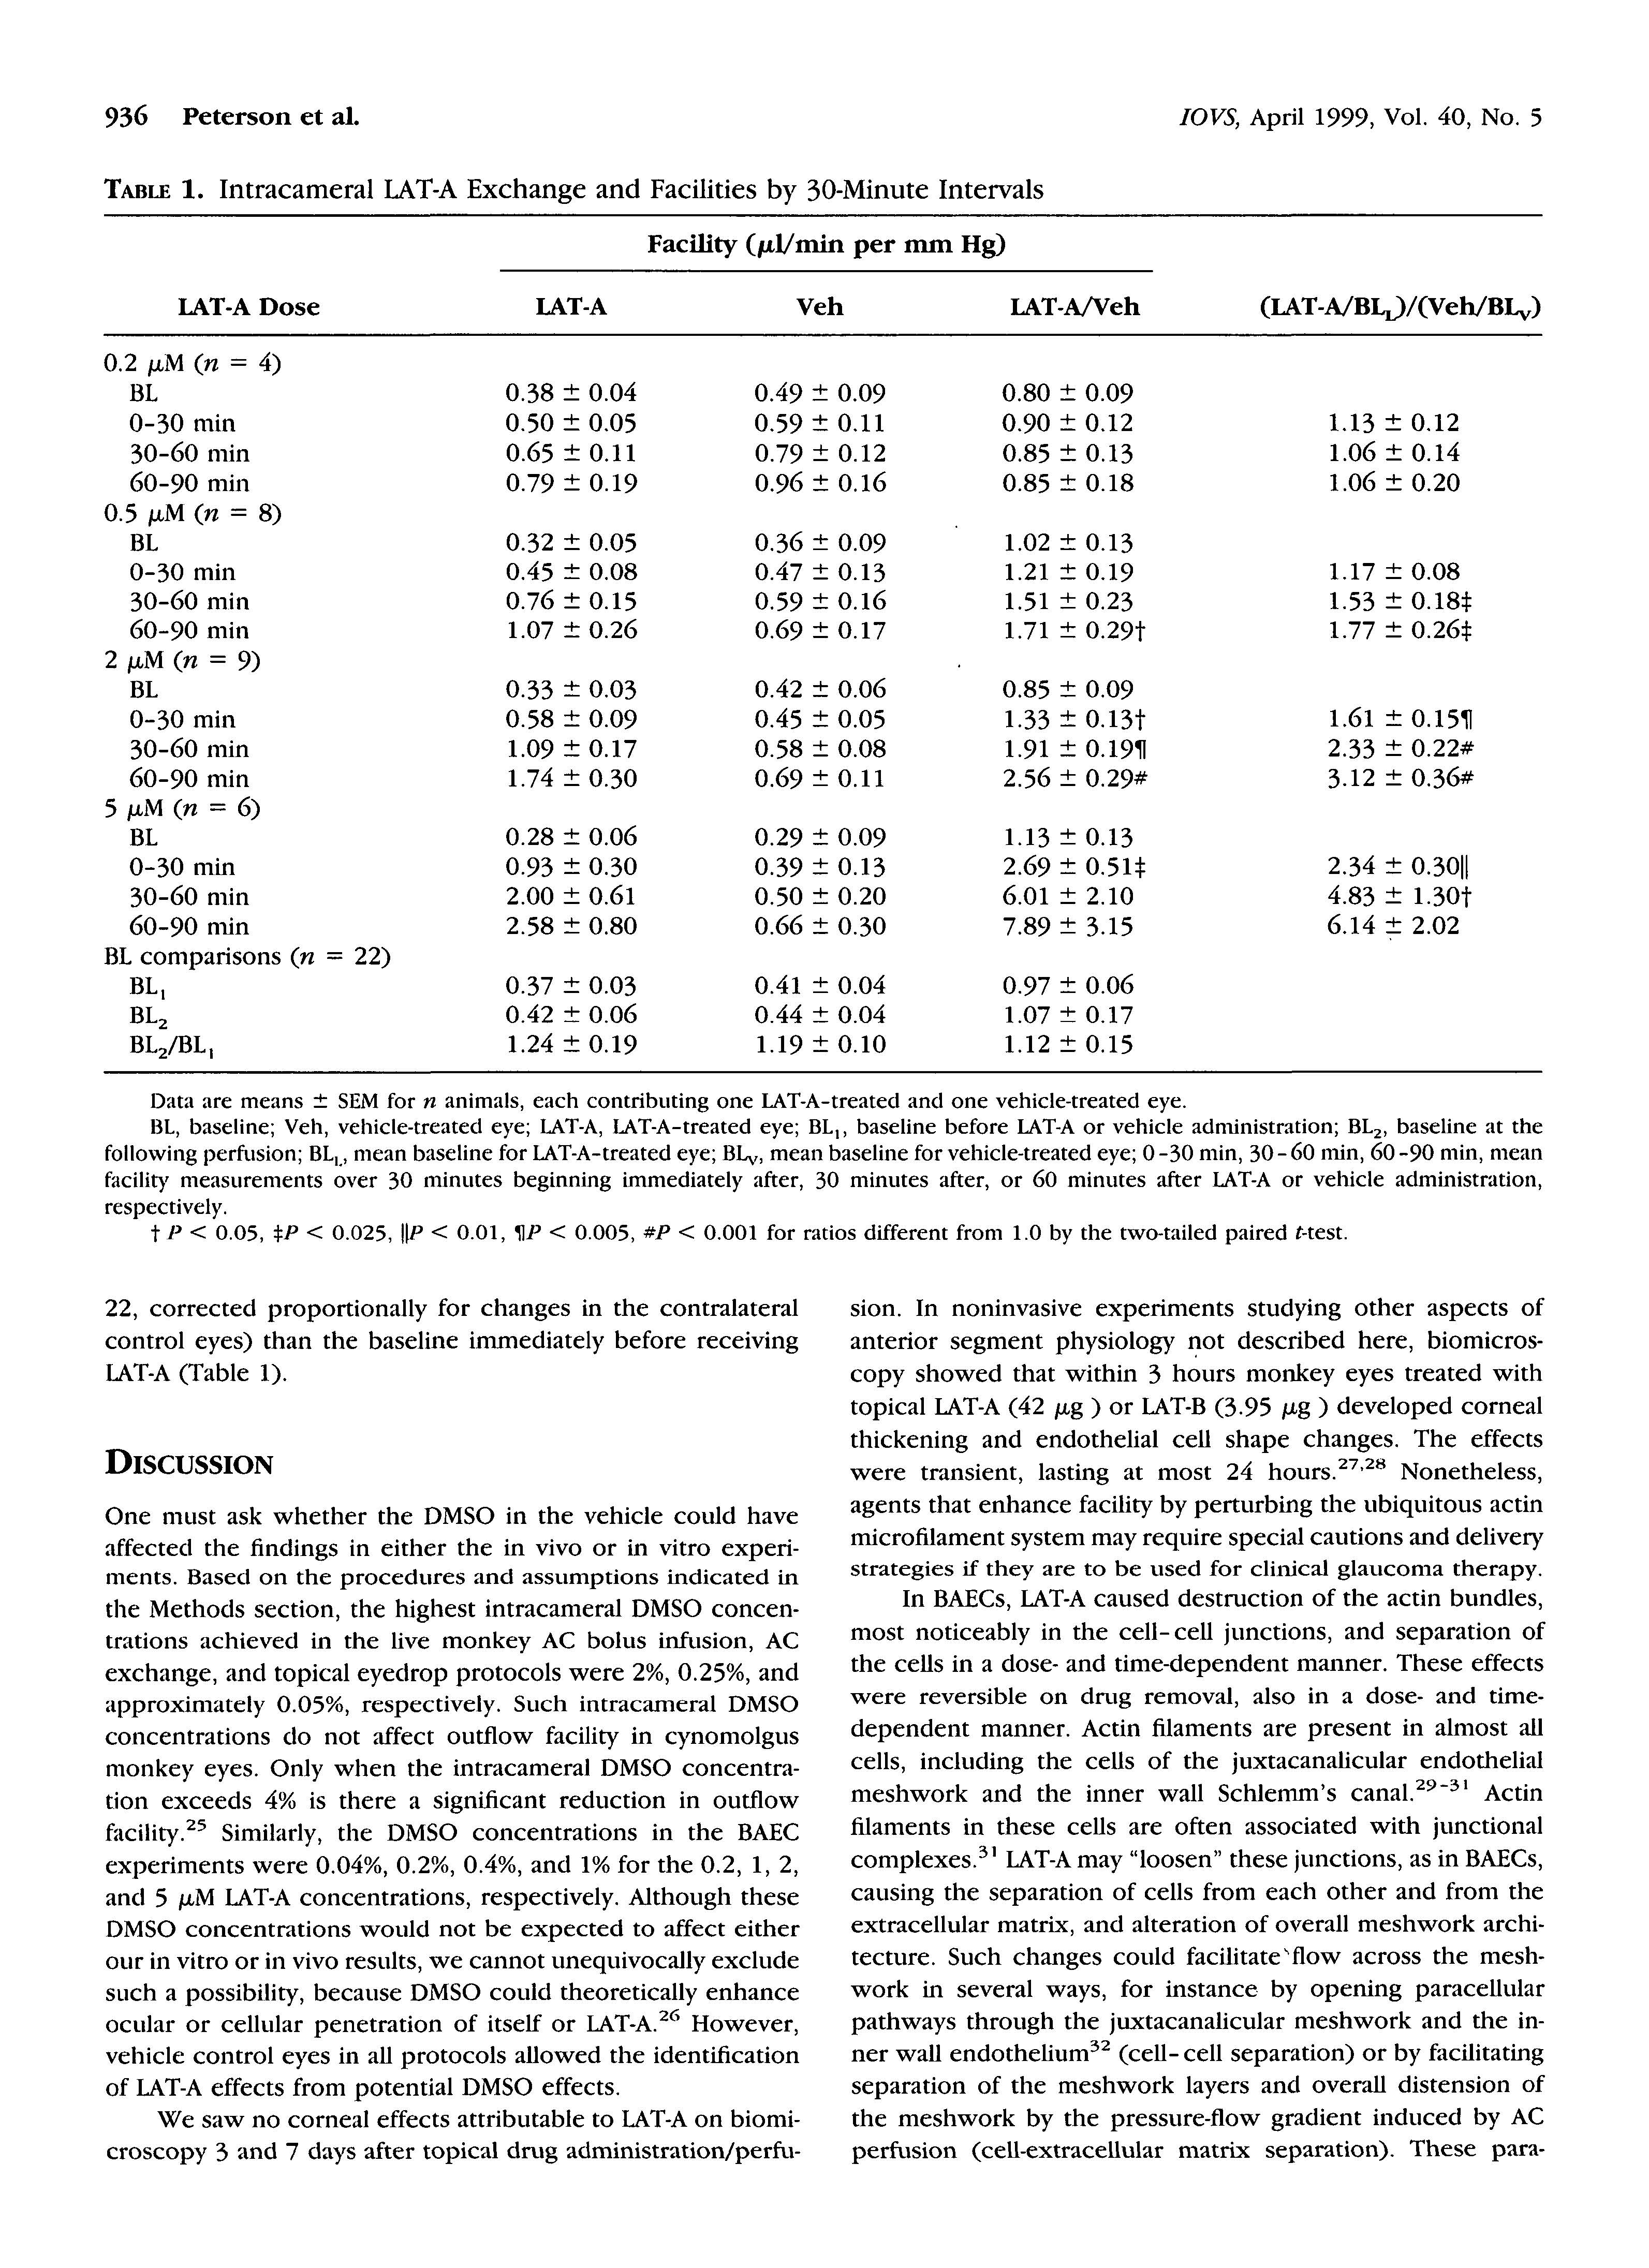 936 Peterson et al.
IOVS, April 1999, Vol. 40, No. 5
TABLE 1. Intracameral LAT-A Exchange and Facilities by 30-Minute Intervals
Facility (μl/min per mm Hg)
LAT-A Dose LAT-A Veh LAT-A/Veh (LAT-A/BL_L)/(Veh/BL_V)
0.2 μM (n = 4)
BL 0.38 ± 0.04 0.49 ± 0.09 0.80 ± 0.09
0-30 min 0.50 ± 0.05 0.59 ± 0.11 0.90 ± 0.12 1.13 ± 0.12
30-60 min 0.65 ± 0.11 0.79 ± 0.12 0.85 ± 0.13 1.06 ± 0.14
60-90 min 0.79 ± 0.19 0.96 ± 0.16 0.85 ± 0.18 1.06 ± 0.20
0.5 μM (n = 8)
BL 0.32 ± 0.05 0.36 ± 0.09 1.02 ± 0.13
0-30 min 0.45 ± 0.08 0.47 ± 0.13 1.21 ± 0.19 1.17 ± 0.08
30-60 min 0.76 ± 0.15 0.59 ± 0.16 1.51 ± 0.23 1.53 ± 0.18‡
60-90 min 1.07 ± 0.26 0.69 ± 0.17 1.71 ± 0.29† 1.77 ± 0.26‡
2 μM (n = 9)
BL 0.33 ± 0.03 0.42 ± 0.06 0.85 ± 0.09
0-30 min 0.58 ± 0.09 0.45 ± 0.05 1.33 ± 0.13† 1.61 ± 0.15¶
30-60 min 1.09 ± 0.17 0.58 ± 0.08 1.91 ± 0.19¶ 2.33 ± 0.22#
60-90 min 1.74 ± 0.30 0.69 ± 0.11 2.56 ± 0.29# 3.12 ± 0.36#
5 μM (n = 6)
BL 0.28 ± 0.06 0.29 ± 0.09 1.13 ± 0.13
0-30 min 0.93 ± 0.30 0.39 ± 0.13 2.69 ± 0.51‡ 2.34 ± 0.30||
30-60 min 2.00 ± 0.61 0.50 ± 0.20 6.01 ± 2.10 4.83 ± 1.30†
60-90 min 2.58 ± 0.80 0.66 ± 0.30 7.89 ± 3.15 6.14 ± 2.02
BL comparisons (n = 22)
BL₁ 0.37 ± 0.03 0.41 ± 0.04 0.97 ± 0.06
BL₂ 0.42 ± 0.06 0.44 ± 0.04 1.07 ± 0.17
BL₂/BL₁ 1.24 ± 0.19 1.19 ± 0.10 1.12 ± 0.15
Data are means ± SEM for n animals, each contributing one LAT-A-treated and one vehicle-treated eye.
BL, baseline; Veh, vehicle-treated eye; LAT-A, LAT-A-treated eye; BL₁, baseline before LAT-A or vehicle administration; BL₂, baseline at the
following perfusion; BL_L, mean baseline for LAT-A-treated eye; BL_V, mean baseline for vehicle-treated eye; 0-30 min, 30-60 min, 60-90 min, mean
facility measurements over 30 minutes beginning immediately after, 30 minutes after, or 60 minutes after LAT-A or vehicle administration,
respectively.
† P < 0.05, ‡P < 0.025, ||P < 0.01, ¶P < 0.005, #P < 0.001 for ratios different from 1.0 by the two-tailed paired t-test.
22, corrected proportionally for changes in the contralateral
control eyes) than the baseline immediately before receiving
LAT-A (Table 1).
DISCUSSION
One must ask whether the DMSO in the vehicle could have
affected the findings in either the in vivo or in vitro experi-
ments. Based on the procedures and assumptions indicated in
the Methods section, the highest intracameral DMSO concen-
trations achieved in the live monkey AC bolus infusion, AC
exchange, and topical eyedrop protocols were 2%, 0.25%, and
approximately 0.05%, respectively. Such intracameral DMSO
concentrations do not affect outflow facility in cynomolgus
monkey eyes. Only when the intracameral DMSO concentra-
tion exceeds 4% is there a significant reduction in outflow
facility.²⁵ Similarly, the DMSO concentrations in the BAEC
experiments were 0.04%, 0.2%, 0.4%, and 1% for the 0.2, 1, 2,
and 5 μM LAT-A concentrations, respectively. Although these
DMSO concentrations would not be expected to affect either
our in vitro or in vivo results, we cannot unequivocally exclude
such a possibility, because DMSO could theoretically enhance
ocular or cellular penetration of itself or LAT-A.²⁶ However,
vehicle control eyes in all protocols allowed the identification
of LAT-A effects from potential DMSO effects.
We saw no corneal effects attributable to LAT-A on biomi-
croscopy 3 and 7 days after topical drug administration/perfu-
sion. In noninvasive experiments studying other aspects of
anterior segment physiology not described here, biomicros-
copy showed that within 3 hours monkey eyes treated with
topical LAT-A (42 μg ) or LAT-B (3.95 μg ) developed corneal
thickening and endothelial cell shape changes. The effects
were transient, lasting at most 24 hours.²⁷,²⁸ Nonetheless,
agents that enhance facility by perturbing the ubiquitous actin
microfilament system may require special cautions and delivery
strategies if they are to be used for clinical glaucoma therapy.
In BAECs, LAT-A caused destruction of the actin bundles,
most noticeably in the cell-cell junctions, and separation of
the cells in a dose- and time-dependent manner. These effects
were reversible on drug removal, also in a dose- and time-
dependent manner. Actin filaments are present in almost all
cells, including the cells of the juxtacanalicular endothelial
meshwork and the inner wall Schlemm's canal.²⁹⁻³¹ Actin
filaments in these cells are often associated with junctional
complexes.³¹ LAT-A may "loosen" these junctions, as in BAECs,
causing the separation of cells from each other and from the
extracellular matrix, and alteration of overall meshwork archi-
tecture. Such changes could facilitate flow across the mesh-
work in several ways, for instance by opening paracellular
pathways through the juxtacanalicular meshwork and the in-
ner wall endothelium³² (cell-cell separation) or by facilitating
separation of the meshwork layers and overall distension of
the meshwork by the pressure-flow gradient induced by AC
perfusion (cell-extracellular matrix separation). These para-